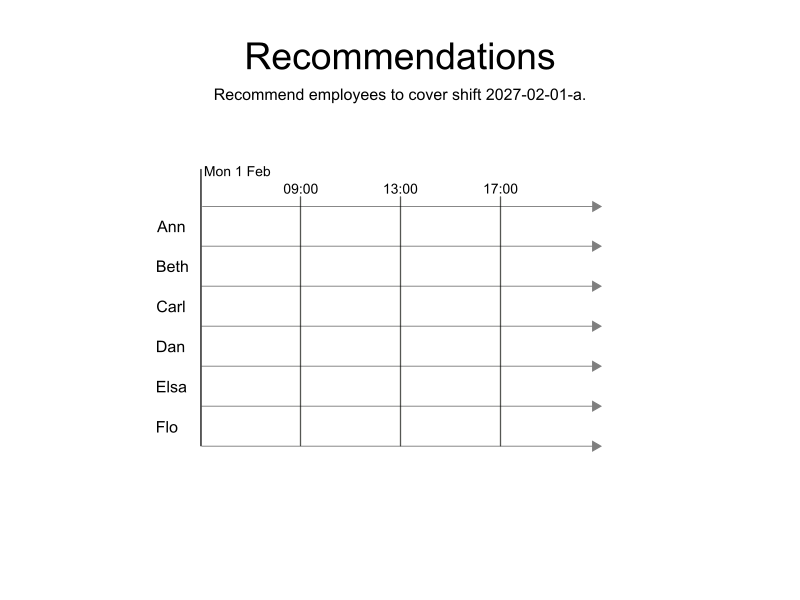 Recommendations
Recommend employees to cover shift 2027-02-01-a.
Mon 1 Feb
09:00 13:00 17:00
Ann
Beth
Carl
Dan
Elsa
Flo